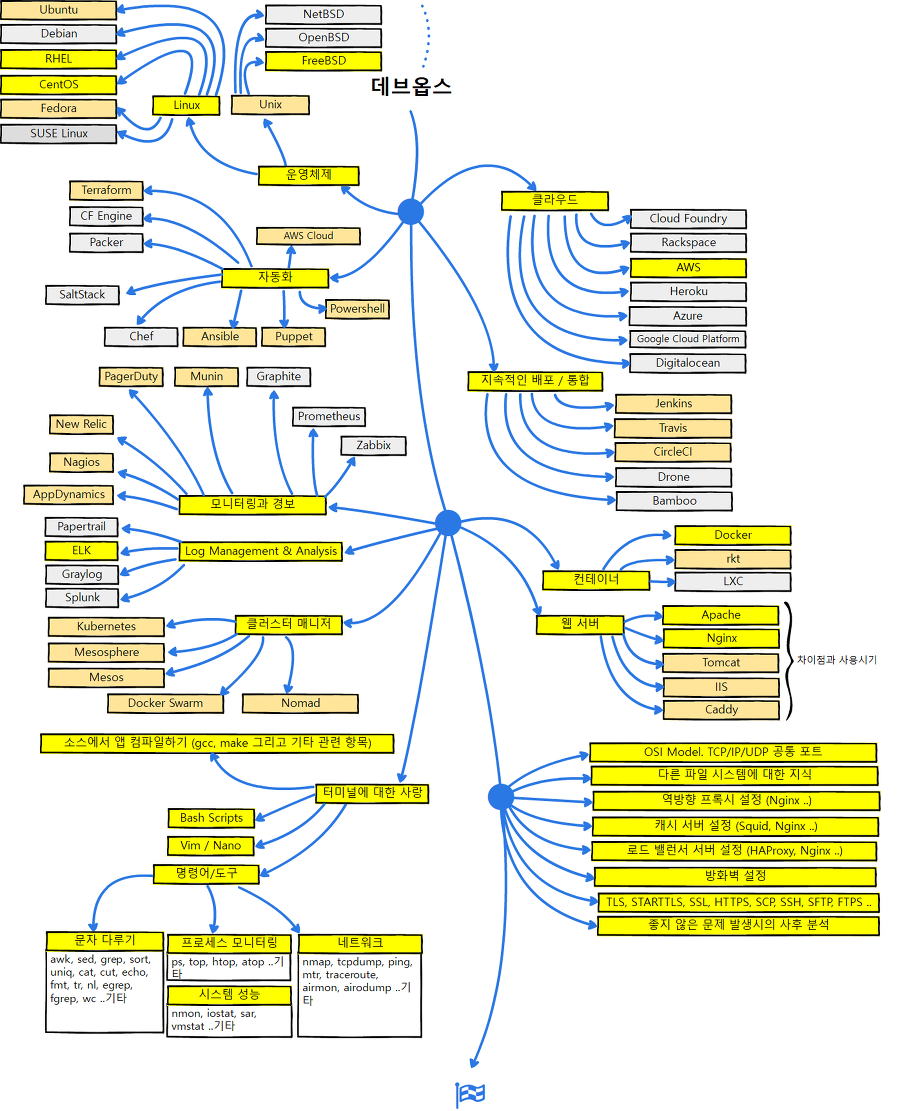 데브옵스
Ubuntu
Debian
RHEL
CentOS
Fedora
SUSE Linux
Linux
NetBSD
OpenBSD
FreeBSD
Unix
운영체제
클라우드
Cloud Foundry
Rackspace
AWS
Heroku
Azure
Google Cloud Platform
Digitalocean
Terraform
CF Engine
Packer
SaltStack
Chef
Ansible
Puppet
Powershell
AWS Cloud
자동화
지속적인 배포 / 통합
Jenkins
Travis
CircleCI
Drone
Bamboo
PagerDuty
Munin
Graphite
Prometheus
Zabbix
New Relic
Nagios
AppDynamics
모니터링과 경보
Papertrail
ELK
Graylog
Splunk
Log Management & Analysis
컨테이너
Docker
rkt
LXC
웹 서버
Apache
Nginx
Tomcat
IIS
Caddy
차이점과 사용시기
클러스터 매니저
Kubernetes
Mesosphere
Mesos
Docker Swarm
Nomad
소스에서 앱 컴파일하기 (gcc, make 그리고 기타 관련 항목)
터미널에 대한 사랑
Bash Scripts
Vim / Nano
명령어/도구
OSI Model. TCP/IP/UDP 공통 포트
다른 파일 시스템에 대한 지식
역방향 프록시 설정 (Nginx ..)
캐시 서버 설정 (Squid, Nginx ..)
로드 밸런서 서버 설정 (HAProxy, Nginx ..)
방화벽 설정
TLS, STARTTLS, SSL, HTTPS, SCP, SSH, SFTP, FTPS ..
좋지 않은 문제 발생시의 사후 분석
문자 다루기
awk, sed, grep, sort,
uniq, cat, cut, echo,
fmt, tr, nl, egrep,
fgrep, wc ..기타
프로세스 모니터링
ps, top, htop, atop ..기
타
시스템 성능
nmon, iostat, sar,
vmstat ..기타
네트워크
nmap, tcpdump, ping,
mtr, traceroute,
airmon, airodump ..기
타